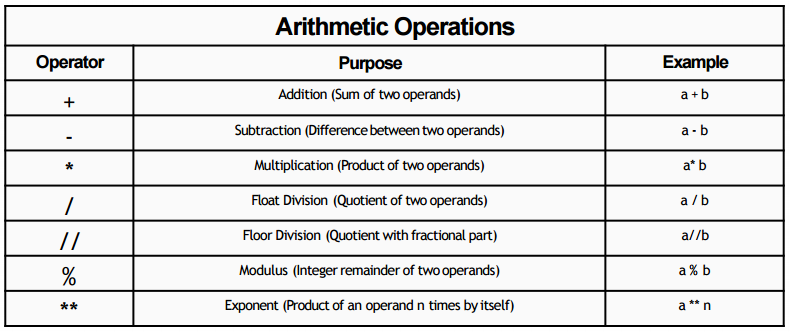 Arithmetic Operations
Operator Purpose Example
+ Addition (Sum of two operands) a + b
- Subtraction (Difference between two operands) a - b
* Multiplication (Product of two operands) a* b
/ Float Division (Quotient of two operands) a / b
// Floor Division (Quotient with fractional part) a//b
% Modulus (Integer remainder of two operands) a % b
** Exponent (Product of an operand n times by itself) a ** n